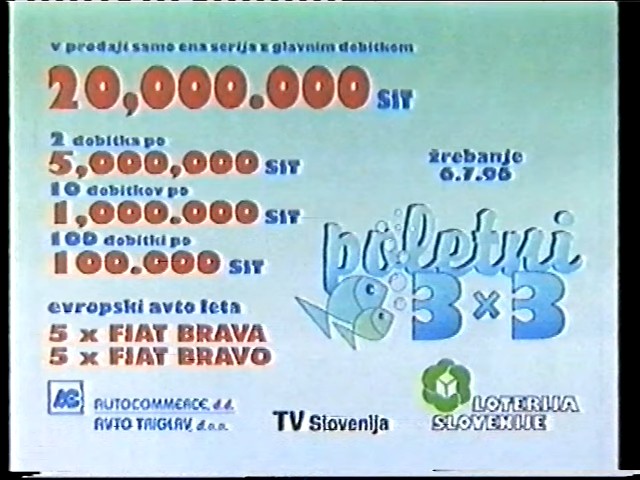 v prodaji samo ena serija z glavnim dobitkom
20,000.000 SIT
2 dobitka po
5,000,000 SIT
10 dobitkov po
1,000.000 SIT
100 dobitki po
100.000 SIT
žrebanje
6.7.96
poletni
3 x 3
evropski avto leta
5 x FIAT BRAVA
5 x FIAT BRAVO
AC
AUTOCOMMERCE, d.d.
AVTO TRIGLAV, d.o.o.
TV Slovenija
LOTERIJA
SLOVENIJE